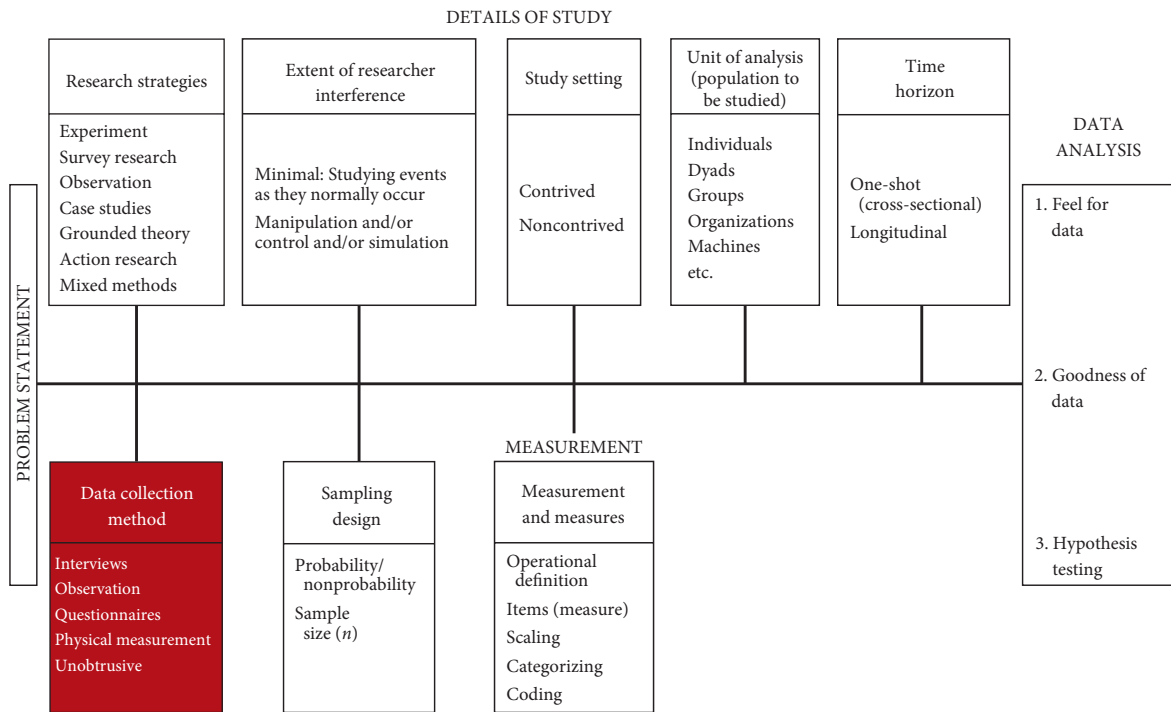 DETAILS OF STUDY
Research strategies
Experiment
Survey research
Observation
Case studies
Grounded theory
Action research
Mixed methods
Extent of researcher
interference
Minimal: Studying events
as they normally occur
Manipulation and/or
control and/or simulation
Study setting
Contrived
Noncontrived
Unit of analysis
(population to
be studied)
Individuals
Dyads
Groups
Organizations
Machines
etc.
Time
horizon
One-shot
(cross-sectional)
Longitudinal
DATA
ANALYSIS
1. Feel for
data
2. Goodness of
data
3. Hypothesis
testing
PROBLEM STATEMENT
Data collection
method
Interviews
Observation
Questionnaires
Physical measurement
Unobtrusive
Sampling
design
Probability/
nonprobability
Sample
size (n)
MEASUREMENT
Measurement
and measures
Operational
definition
Items (measure)
Scaling
Categorizing
Coding